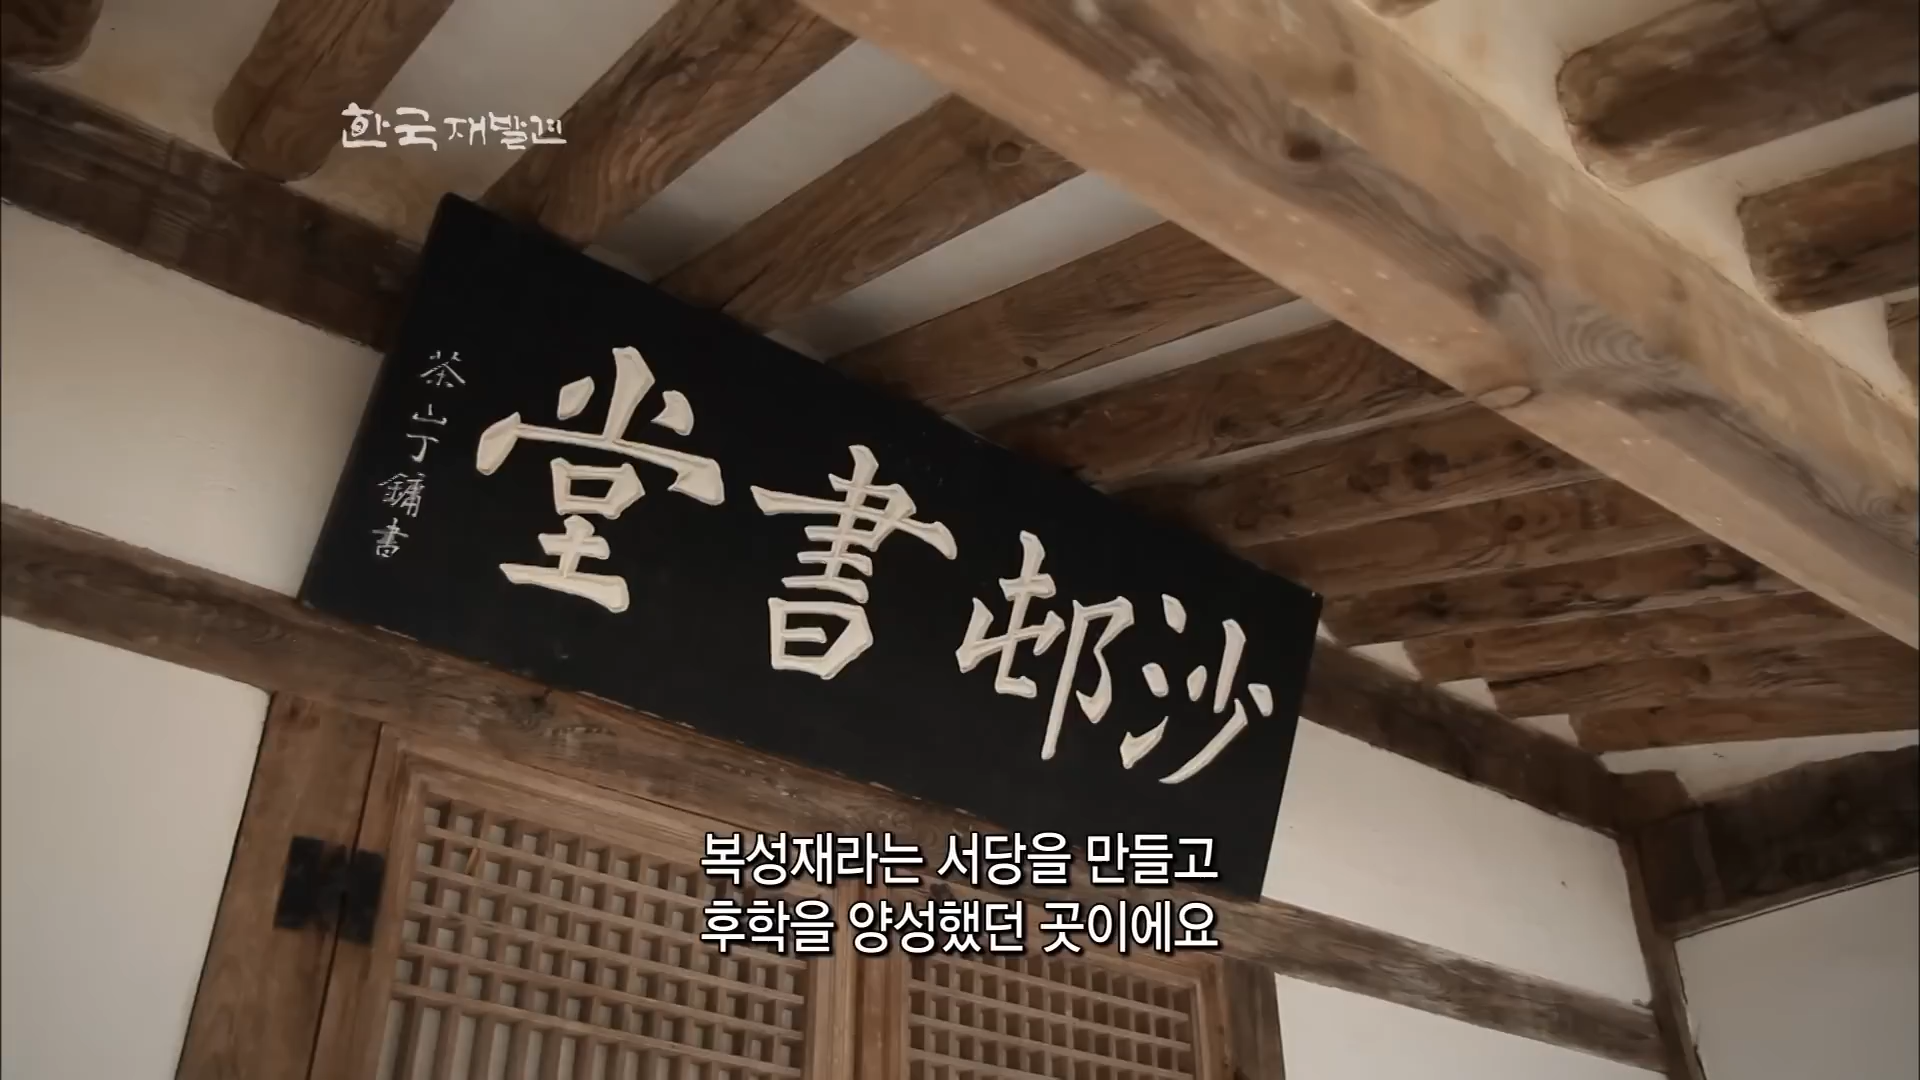 한국재발견
沙邨書堂
茶山丁鏞書
복성재라는 서당을 만들고
후학을 양성했던 곳이에요